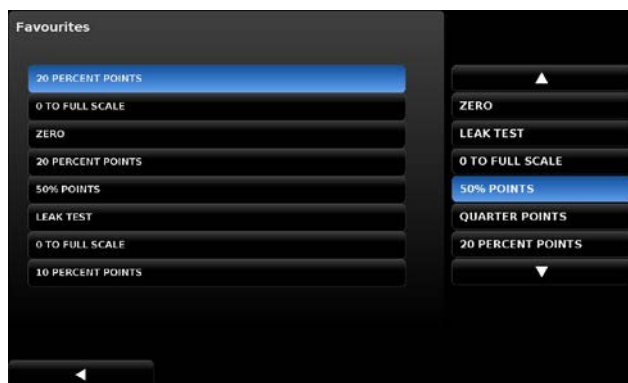 Favourites
20 PERCENT POINTS
0 TO FULL SCALE
ZERO
20 PERCENT POINTS
50% POINTS
LEAK TEST
0 TO FULL SCALE
10 PERCENT POINTS
ZERO
LEAK TEST
0 TO FULL SCALE
50% POINTS
QUARTER POINTS
20 PERCENT POINTS